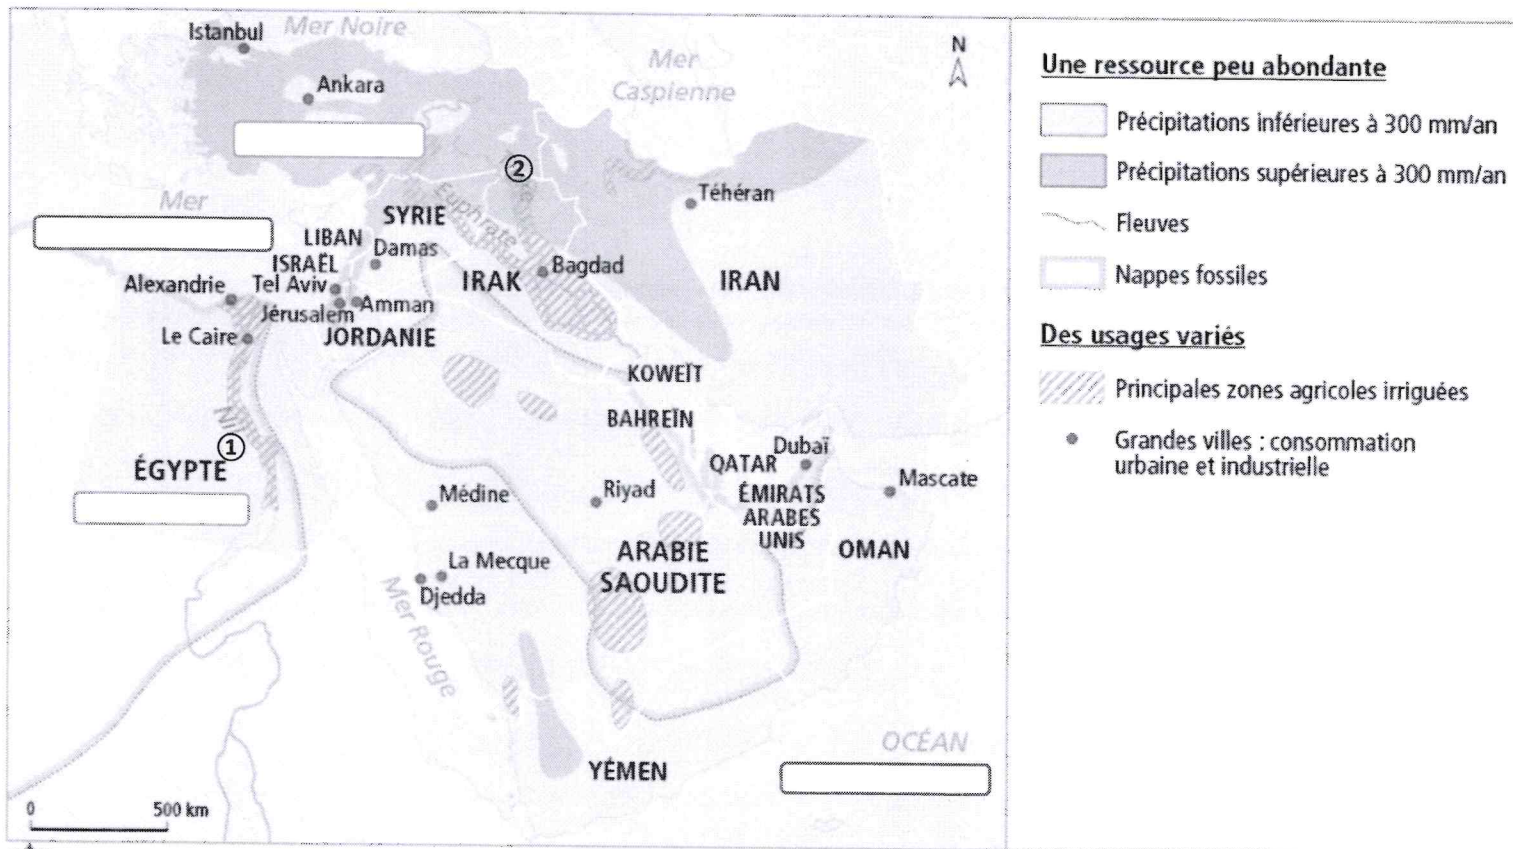 Istanbul
Mer Noire
Ankara
Mer
Caspienne
N
②
Téhéran
Mer
SYRIE
Euphrate
LIBAN
Damas
ISRAËL
Tel Aviv
IRAK
Bagdad
IRAN
Alexandrie
Jérusalem
Amman
Le Caire
JORDANIE
KOWEÏT
BAHREÏN
Nil
①
ÉGYPTE
Dubaï
QATAR
Mascate
Médine
Riyad
ÉMIRATS
ARABES
UNIS
OMAN
ARABIE
SAOUDITE
La Mecque
Djedda
Mer Rouge
OCÉAN
YÉMEN
0
500 km
Une ressource peu abondante
Précipitations inférieures à 300 mm/an
Précipitations supérieures à 300 mm/an
Fleuves
Nappes fossiles
Des usages variés
Principales zones agricoles irriguées
Grandes villes : consommation
urbaine et industrielle